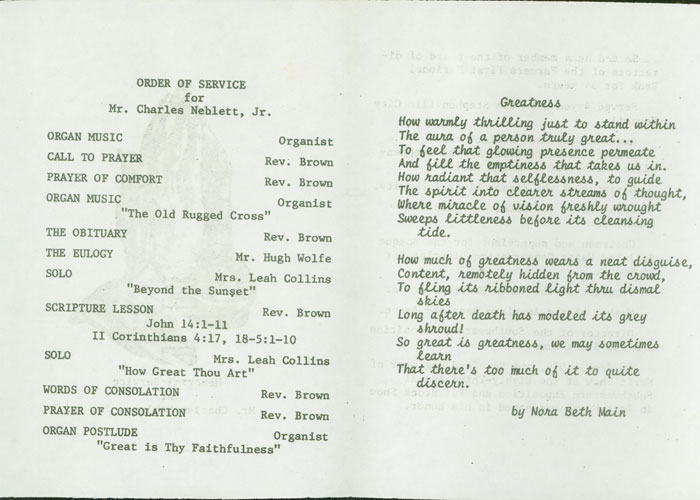 ORDER OF SERVICE
for
Mr. Charles Neblett, Jr.
ORGAN MUSIC Organist
CALL TO PRAYER Rev. Brown
PRAYER OF COMFORT Rev. Brown
ORGAN MUSIC Organist
"The Old Rugged Cross"
THE OBITUARY Rev. Brown
THE EULOGY Mr. Hugh Wolfe
SOLO Mrs. Leah Collins
"Beyond the Sunset"
SCRIPTURE LESSON Rev. Brown
John 14:1-11
II Corinthians 4:17, 18-5:1-10
SOLO Mrs. Leah Collins
"How Great Thou Art"
WORDS OF CONSOLATION Rev. Brown
PRAYER OF CONSOLATION Rev. Brown
ORGAN POSTLUDE Organist
"Great is Thy Faithfulness"
Greatness
How warmly thrilling just to stand within
The aura of a person truly great...
To feel that glowing presence permeate
And fill the emptiness that takes us in.
How radiant that selflessness, to guide
The spirit into clearer streams of thought,
Where miracle of vision freshly wrought
Sweeps littleness before its cleansing
tide.
How much of greatness wears a neat disguise,
Content, remotely hidden from the crowd,
To fling its ribboned light thru dismal
skies
Long after death has modeled its grey
shroud!
So great is greatness, we may sometimes
learn
That there's too much of it to quite
discern.
by Nora Beth Main